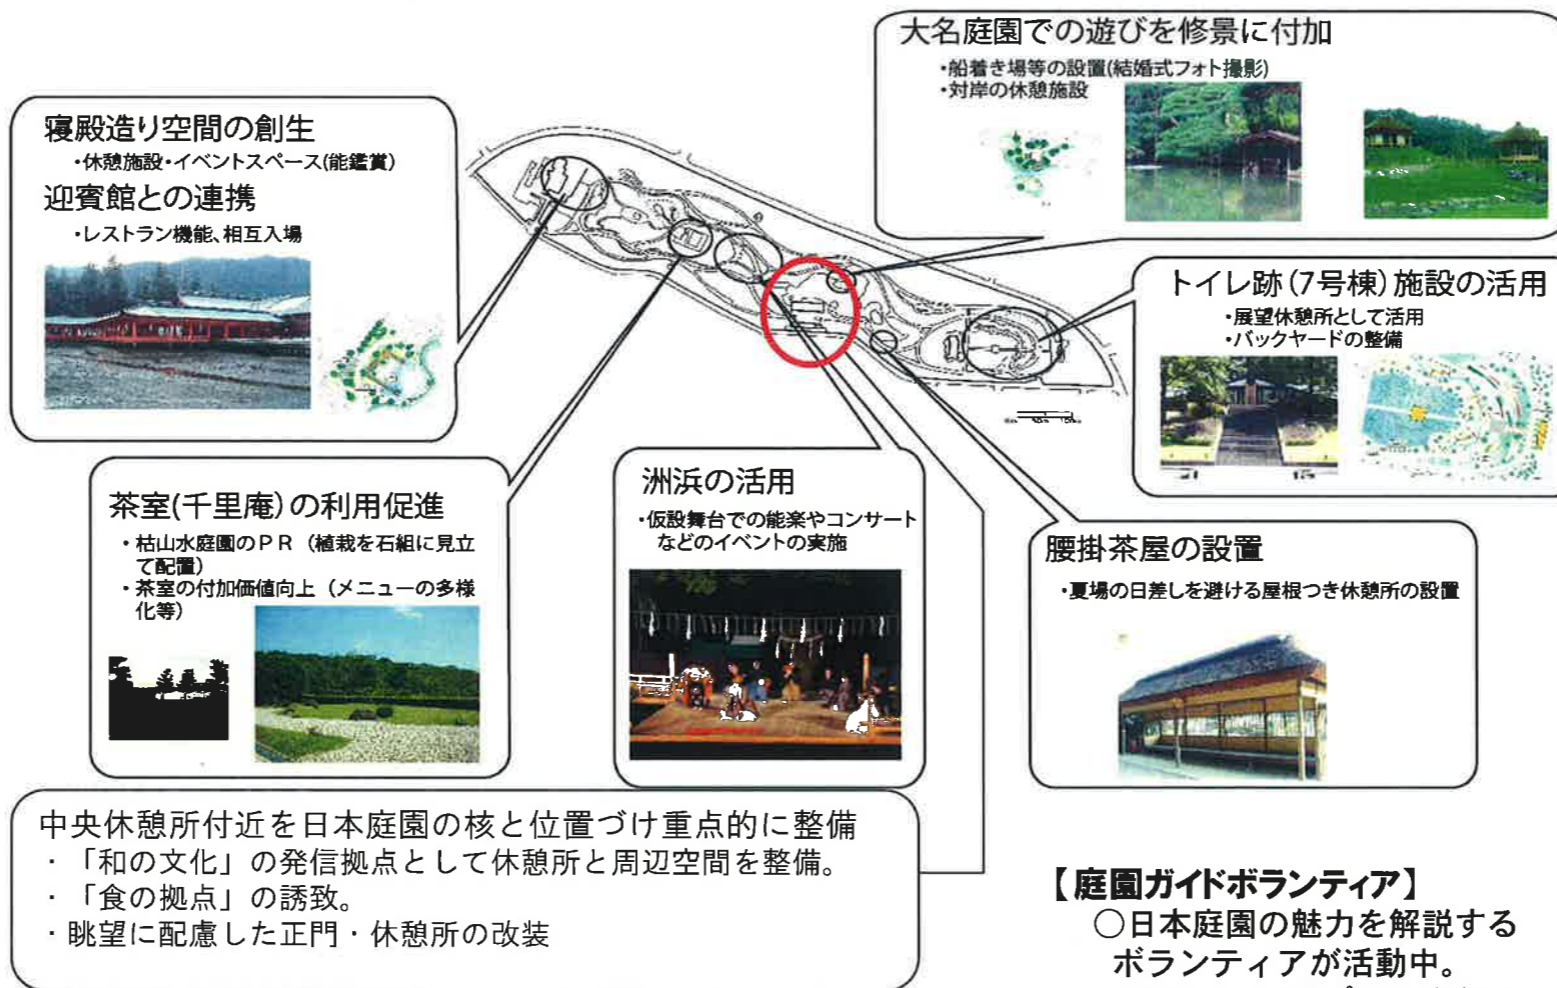 大名庭園での遊びを修景に付加
・船着き場等の設置(結婚式フォト撮影)
・対岸の休憩施設
寝殿造り空間の創生
・休憩施設・イベントスペース(能鑑賞)
迎賓館との連携
・レストラン機能、相互入場
トイレ跡(7号棟)施設の活用
・展望休憩所として活用
・バックヤードの整備
茶室(千里庵)の利用促進
・枯山水庭園のPR(植栽を石組に見立
て配置)
・茶室の付加価値向上(メニューの多様
化等)
洲浜の活用
・仮設舞台での能楽やコンサート
などのイベントの実施
腰掛茶屋の設置
・夏場の日差しを避ける屋根つき休憩所の設置
中央休憩所付近を日本庭園の核と位置づけ重点的に整備
・「和の文化」の発信拠点として休憩所と周辺空間を整備。
・「食の拠点」の誘致。
・眺望に配慮した正門・休憩所の改装
【庭園ガイドボランティア】
○日本庭園の魅力を解説する
ボランティアが活動中。